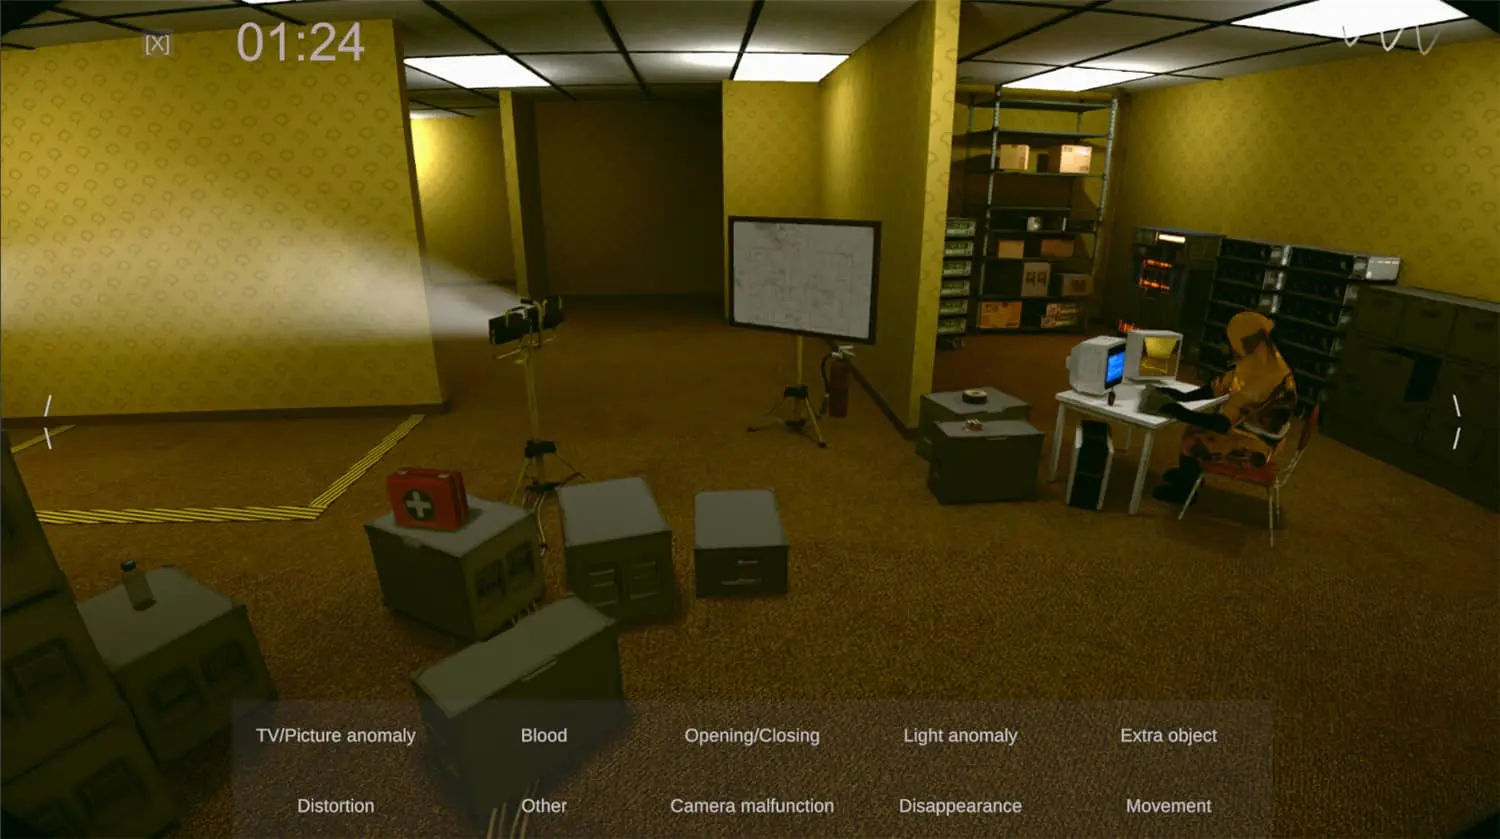 [X] 01:24
TV/Picture anomaly Blood Opening/Closing Light anomaly Extra object
Distortion Other Camera malfunction Disappearance Movement